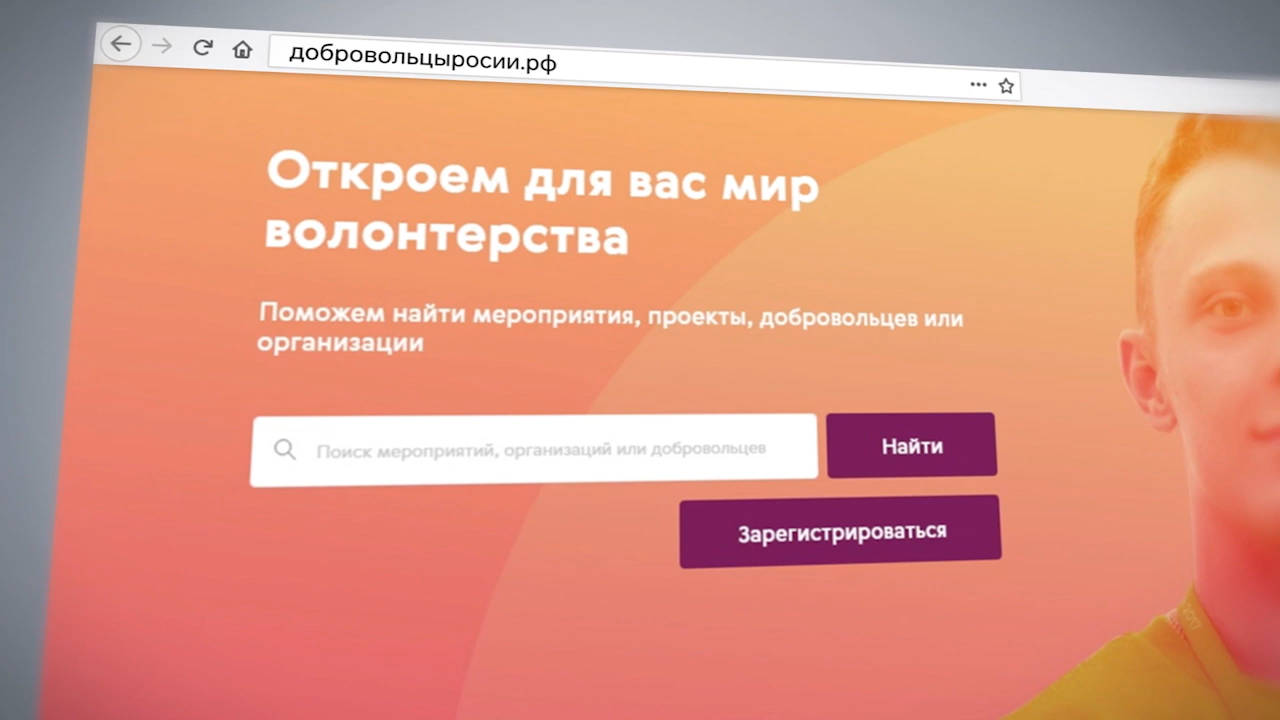 добровольцыросии.рф
Откроем для вас мир
волонтерства
Поможем найти мероприятия, проекты, добровольцев или
организации
Поиск мероприятий, организаций или добровольцев
Найти
Зарегистрироваться